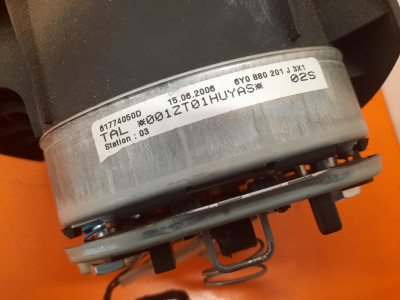 61774050D 15.06.2006 6Y0 880 201 J 3X1
TAL *001ZT01HUYAS* 02S
Station : 03